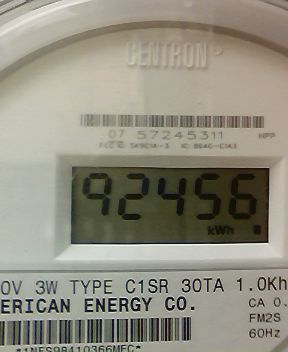 CENTRON
07 57245311 HPP
92456
kWh
0V 3W TYPE C1SR 30TA 1.0Kh
ERICAN ENERGY CO. CA 0.
FM2S
60Hz